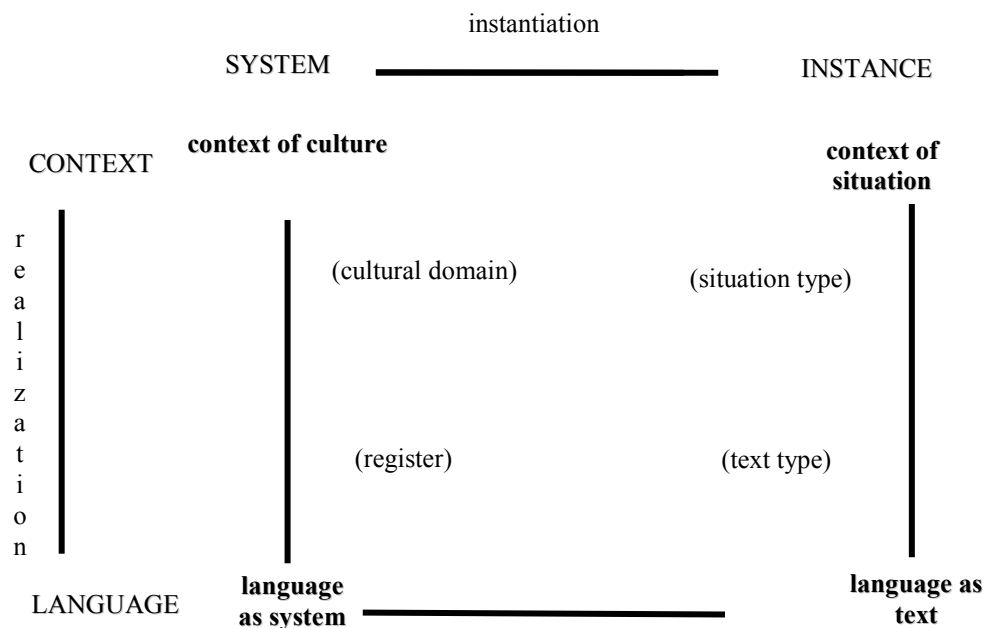 instantiation
SYSTEM INSTANCE
context of culture
CONTEXT
context of
situation
realization
(cultural domain) (situation type)
(register) (text type)
LANGUAGE
language
as system
language as
text